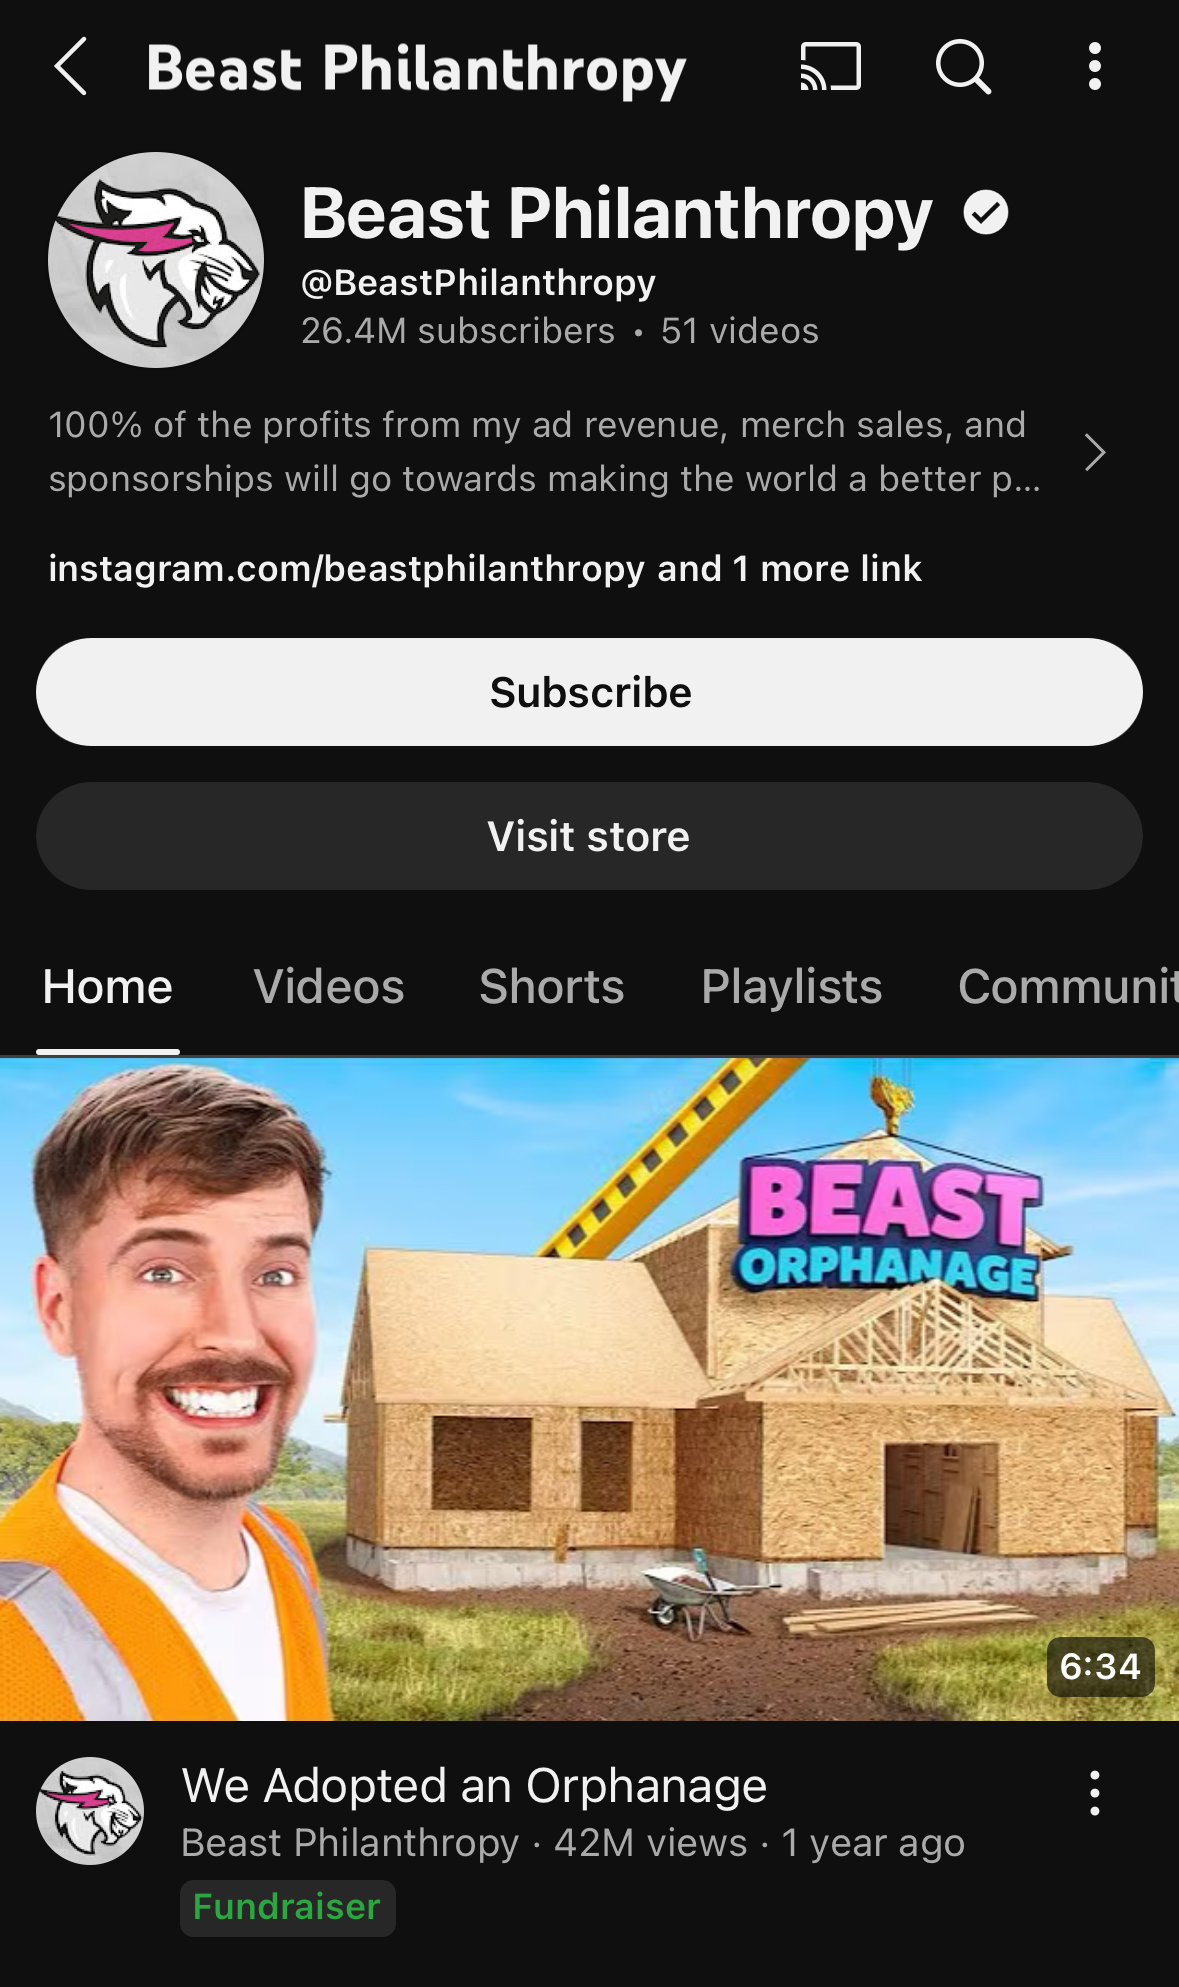 Beast Philanthropy
Beast Philanthropy
@BeastPhilanthropy
26.4M subscribers • 51 videos
100% of the profits from my ad revenue, merch sales, and
sponsorships will go towards making the world a better p...
instagram.com/beastphilanthropy and 1 more link
Subscribe
Visit store
Home Videos Shorts Playlists Communit
BEAST
ORPHANAGE
6:34
We Adopted an Orphanage
Beast Philanthropy · 42M views · 1 year ago
Fundraiser